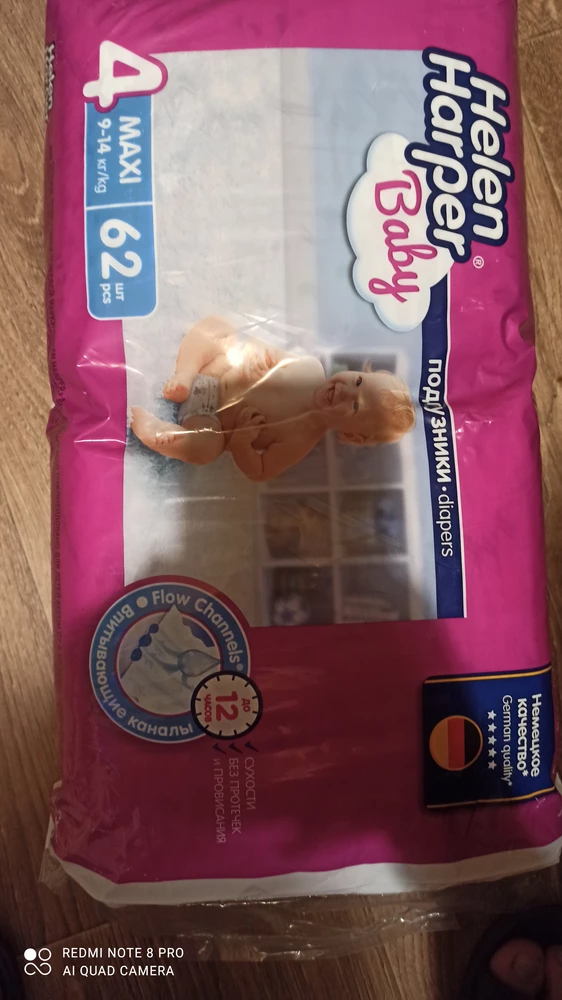 Helen
Harper®
Baby
подгузники · diapers
4
MAXI
9-14 кг/kg
62 шт
pcs
Немецкое
качество*
German quality*
Flow Channels®
Впитывающие каналы
до
12
часов
СУХОСТИ
БЕЗ ПРОТЕЧЕК
И ПРОВИСАНИЯ
REDMI NOTE 8 PRO
AI QUAD CAMERA